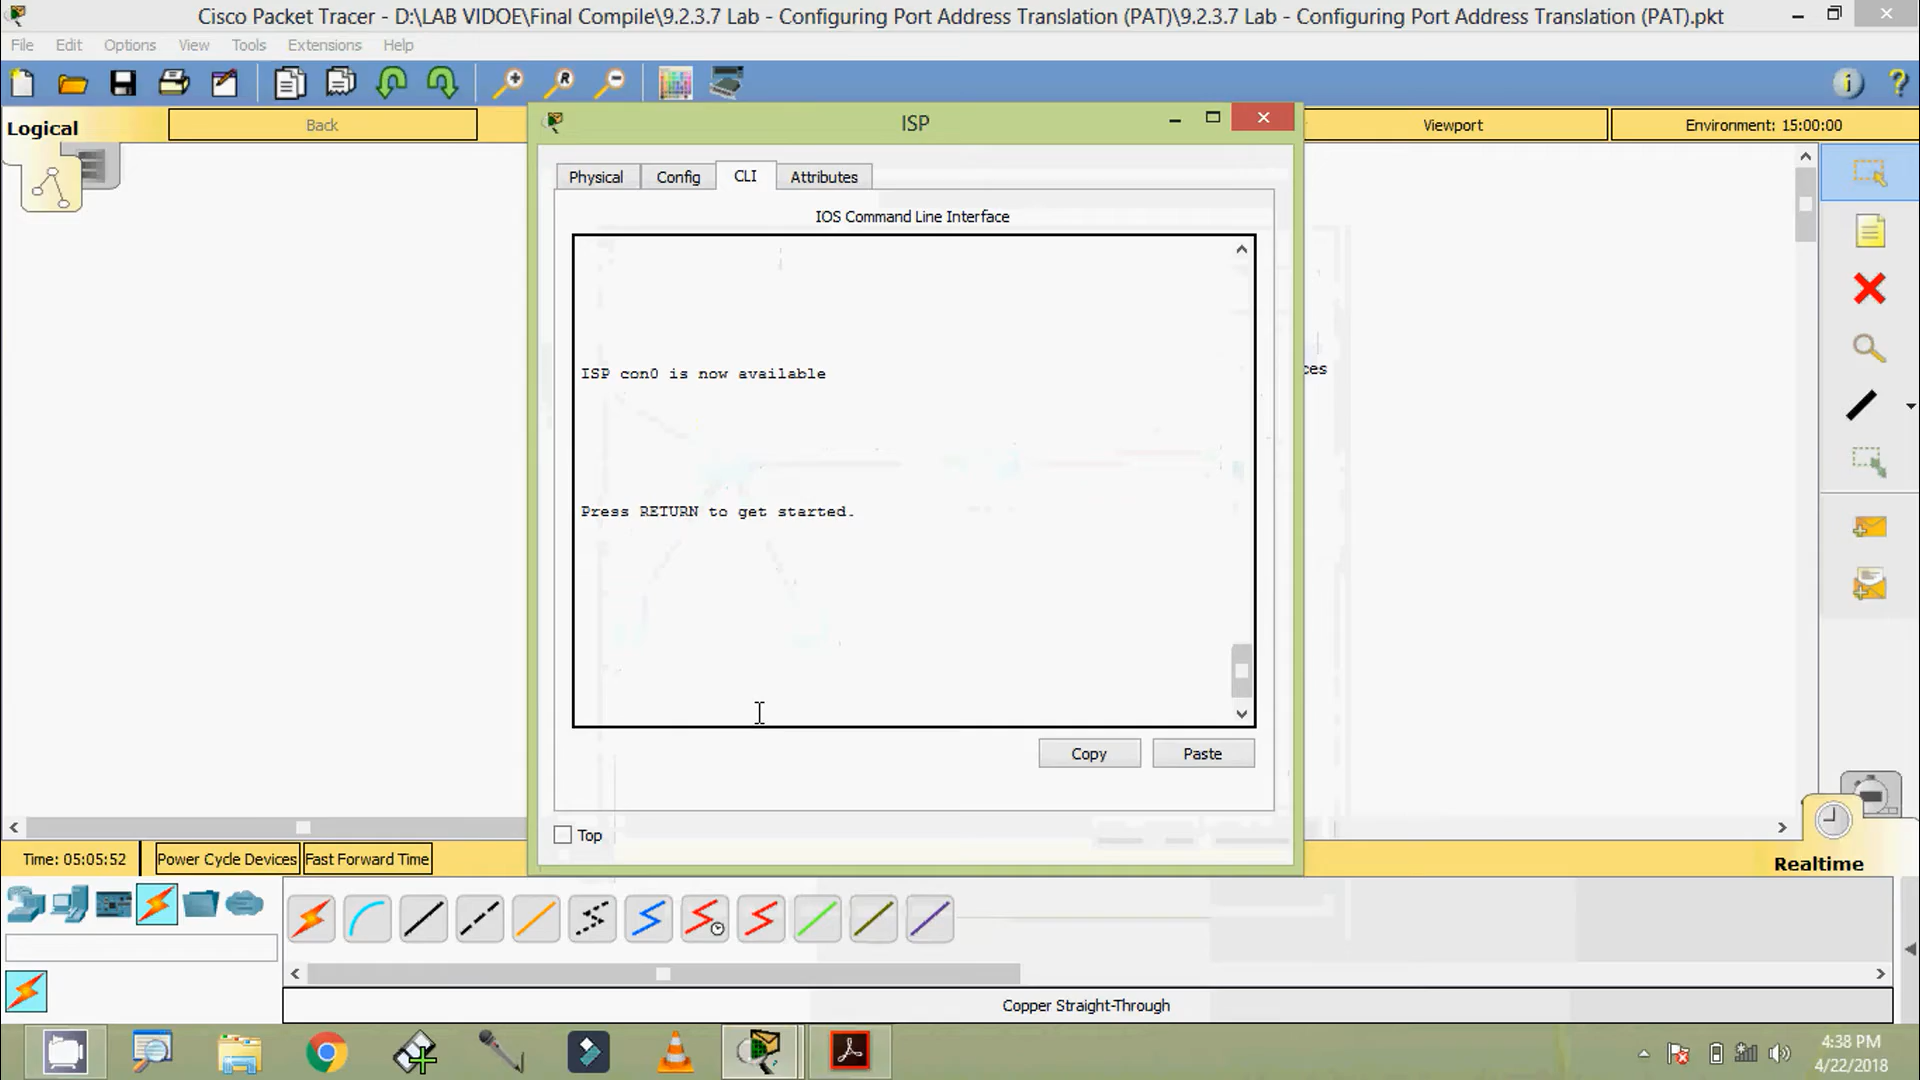 Cisco Packet Tracer - D:\LAB VIDOE\Final Compile\9.2.3.7 Lab - Configuring Port Address Translation (PAT)\9.2.3.7 Lab - Configuring Port Address Translation (PAT).pkt
File Edit Options View Tools Extensions Help
Logical Back Viewport Environment: 15:00:00
ISP
Physical Config CLI Attributes
IOS Command Line Interface
ISP con0 is now available
ces
Press RETURN to get started.
Copy Paste
Top
Time: 05:05:52 Power Cycle Devices Fast Forward Time Realtime
Copper Straight-Through
4:38 PM
4/22/2018